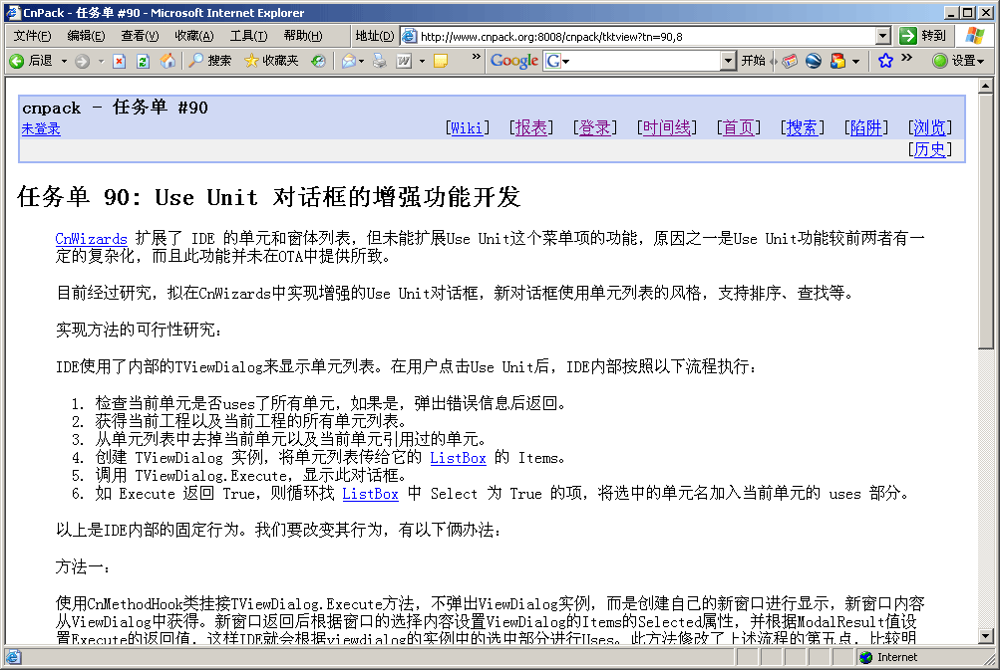 CnPack - 任务单 #90 - Microsoft Internet Explorer
文件(F) 编辑(E) 查看(V) 收藏(A) 工具(T) 帮助(H) 地址(D) http://www.cnpack.org:8008/cnpack/tktview?tn=90,8 转到
后退 搜索 收藏夹 W » Google G 开始 » 设置
cnpack - 任务单 #90
未登录 [Wiki] [报表] [登录] [时间线] [首页] [搜索] [陷阱] [浏览]
[历史]
任务单 90: Use Unit 对话框的增强功能开发
CnWizards 扩展了 IDE 的单元和窗体列表，但未能扩展Use Unit这个菜单项的功能，原因之一是Use Unit功能较前两者有一
定的复杂化，而且此功能并未在OTA中提供所致。
目前经过研究，拟在CnWizards中实现增强的Use Unit对话框，新对话框使用单元列表的风格，支持排序、查找等。
实现方法的可行性研究：
IDE使用了内部的TViewDialog来显示单元列表。在用户点击Use Unit后，IDE内部按照以下流程执行：
1. 检查当前单元是否uses了所有单元，如果是，弹出错误信息后返回。
2. 获得当前工程以及当前工程的所有单元列表。
3. 从单元列表中去掉当前单元以及当前单元引用过的单元。
4. 创建 TViewDialog 实例，将单元列表传给它的 ListBox 的 Items。
5. 调用 TViewDialog.Execute，显示此对话框。
6. 如 Execute 返回 True，则循环找 ListBox 中 Select 为 True 的项，将选中的单元名加入当前单元的 uses 部分。
以上是IDE内部的固定行为。我们要改变其行为，有以下俩办法：
方法一：
使用CnMethodHook类挂接TViewDialog.Execute方法，不弹出ViewDialog实例，而是创建自己的新窗口进行显示，新窗口内容
从ViewDialog中获得。新窗口返回后根据窗口的选择内容设置ViewDialog的Items的Selected属性，并根据ModalResult值设
置Execute的返回值，这样IDE就会根据viewdialog的实例中的选中部分进行Uses。此方法修改了上述流程的第五点，比较明
Internet